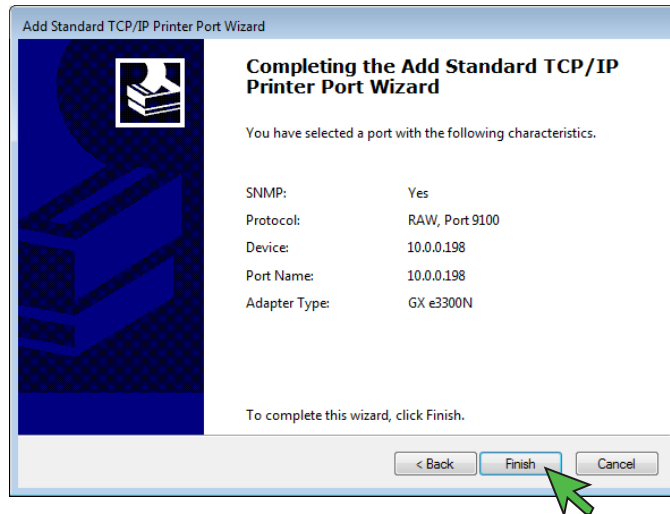 Add Standard TCP/IP Printer Port Wizard
Completing the Add Standard TCP/IP
Printer Port Wizard
You have selected a port with the following characteristics.
SNMP: Yes
Protocol: RAW, Port 9100
Device: 10.0.0.198
Port Name: 10.0.0.198
Adapter Type: GX e3300N
To complete this wizard, click Finish.
< Back Finish Cancel